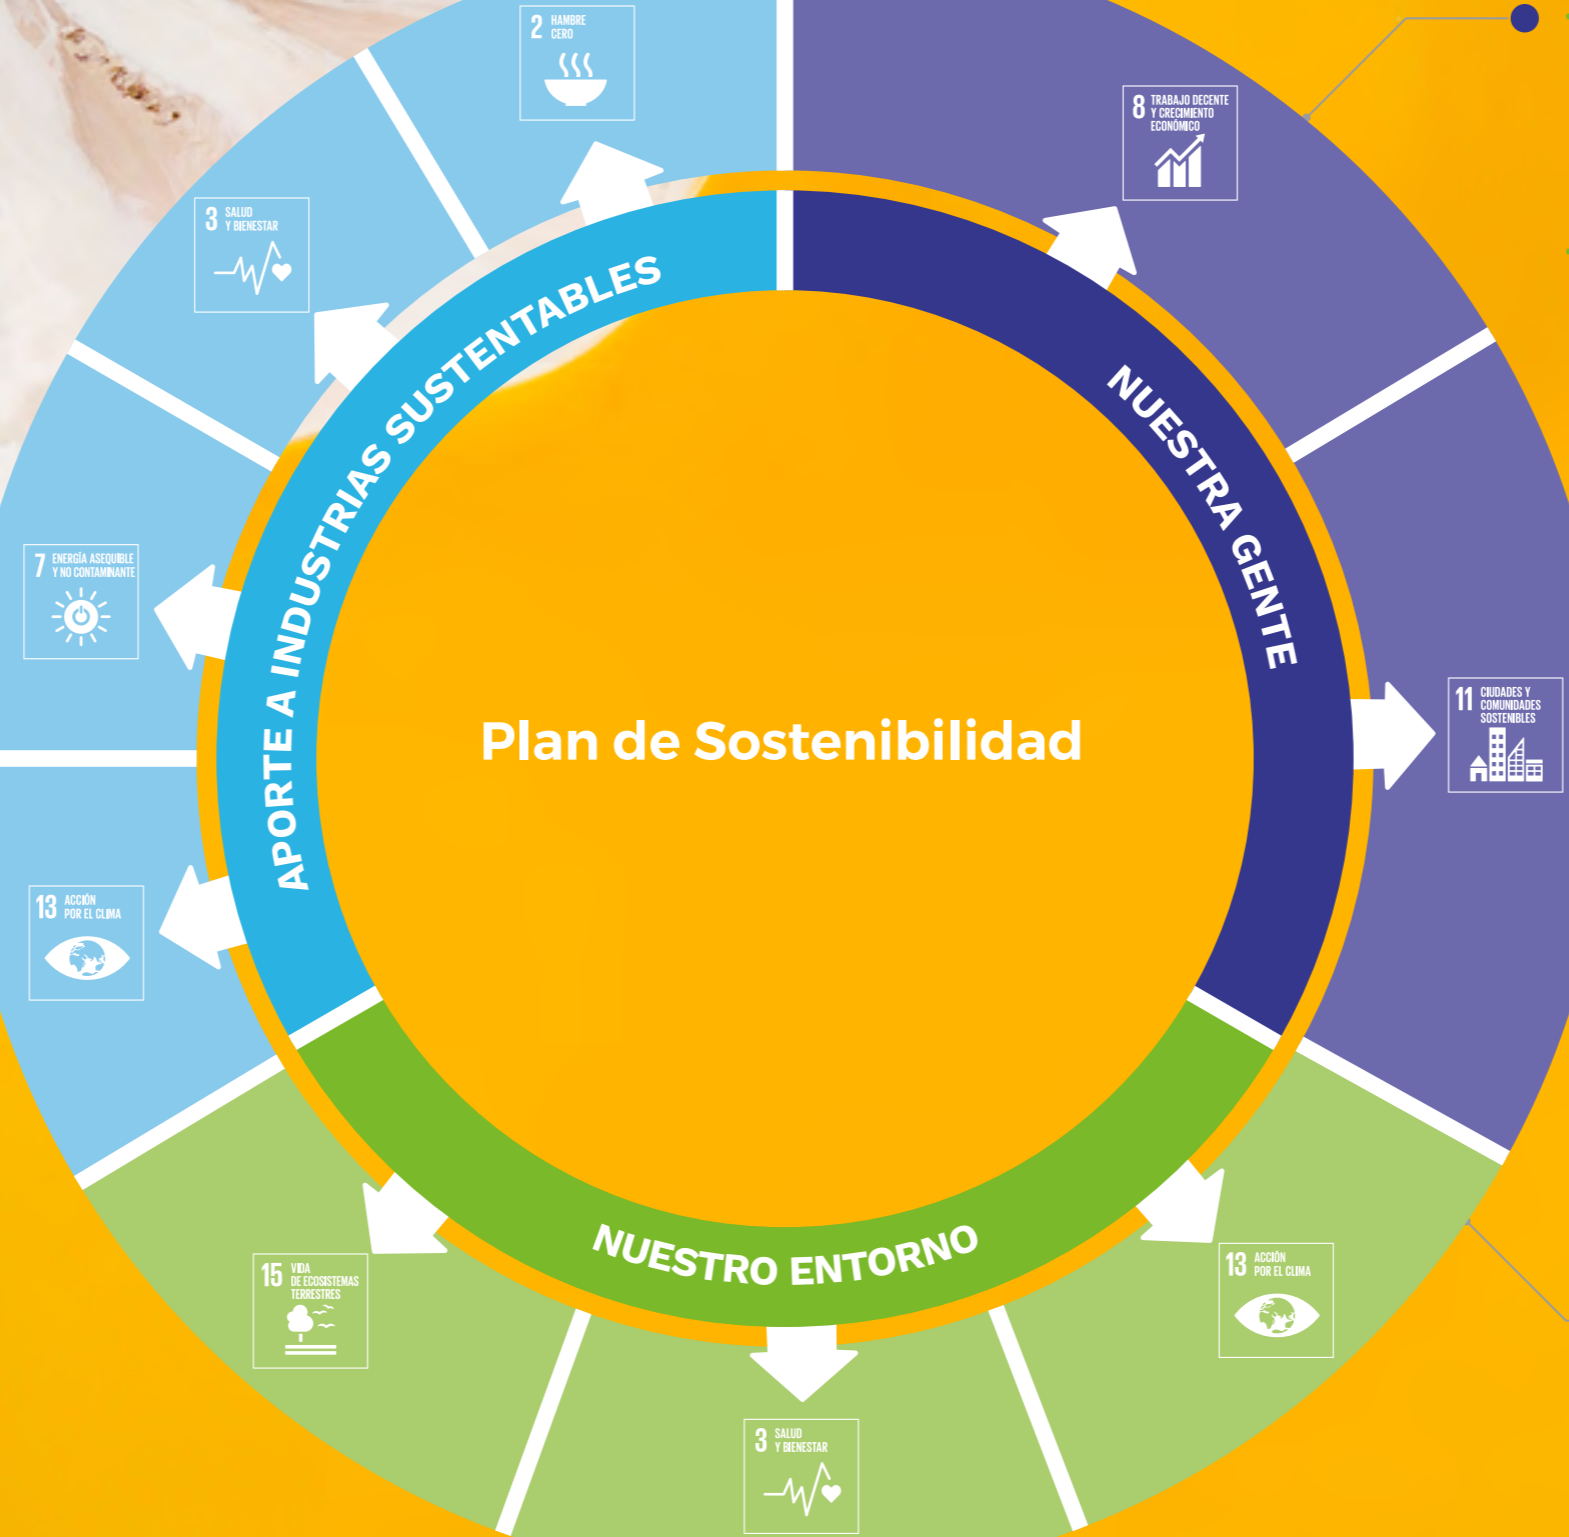 2 HAMBRE
CERO
8 TRABAJO DECENTE
Y CRECIMIENTO
ECONÓMICO
3 SALUD
Y BIENESTAR
APORTE A INDUSTRIAS SUSTENTABLES
NUESTRA GENTE
7 ENERGÍA ASEQUIBLE
Y NO CONTAMINANTE
11 CIUDADES Y
COMUNIDADES
SOSTENIBLES
Plan de Sostenibilidad
13 ACCIÓN
POR EL CLIMA
NUESTRO ENTORNO
15 VIDA
DE ECOSISTEMAS
TERRESTRES
13 ACCIÓN
POR EL CLIMA
3 SALUD
Y BIENESTAR